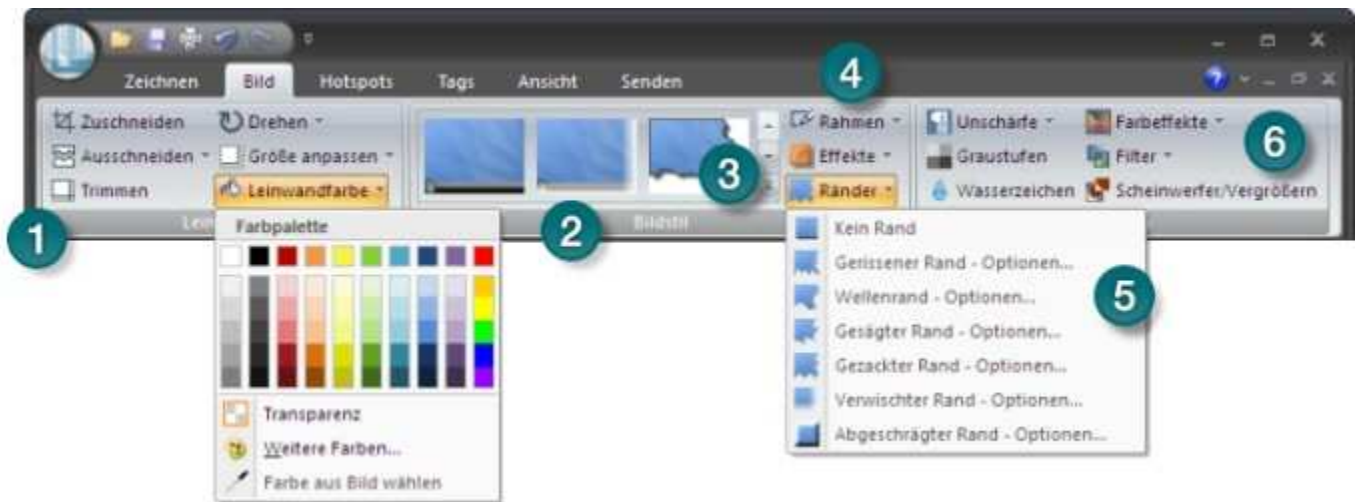 Zeichnen Bild Hotspots Tags Ansicht Senden
4
Zuschneiden Drehen Rahmen Unschärfe Farbeffekte
Ausschneiden Größe anpassen Effekte Graustufen Filter
6
3
Trimmen Leinwandfarbe Ränder Wasserzeichen Scheinwerfer/Vergrößern
1
2
Bildstil
Farbpalette
Transparenz
Weitere Farben...
Farbe aus Bild wählen
Kein Rand
Gerissener Rand - Optionen...
5
Wellenrand - Optionen...
Gesägter Rand - Optionen...
Gezackter Rand - Optionen...
Verwischter Rand - Optionen...
Abgeschrägter Rand - Optionen...